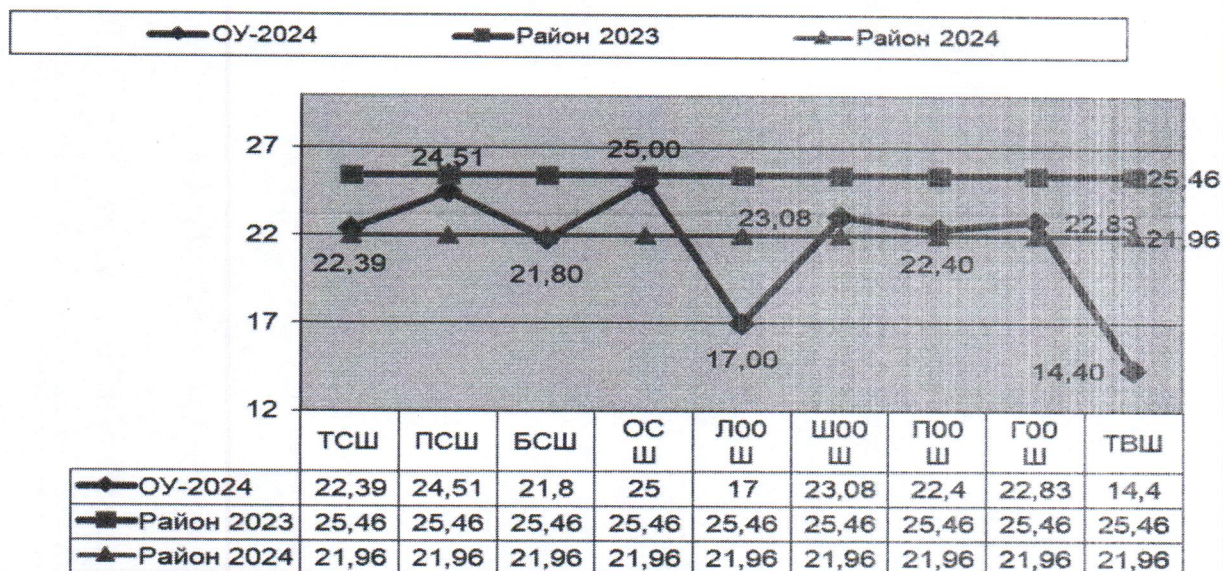 ОУ-2024 Район 2023 Район 2024
27
22
17
12
22,39
24,51
21,80
25,00
17,00
23,08
22,40
22,83
14,40
25,46
21,96
ТСШ ПСШ БСШ ОС Л00 Ш00 П00 Г00 ТВШ
Ш Ш Ш Ш Ш
ОУ-2024 22,39 24,51 21,8 25 17 23,08 22,4 22,83 14,4
Район 2023 25,46 25,46 25,46 25,46 25,46 25,46 25,46 25,46 25,46
Район 2024 21,96 21,96 21,96 21,96 21,96 21,96 21,96 21,96 21,96